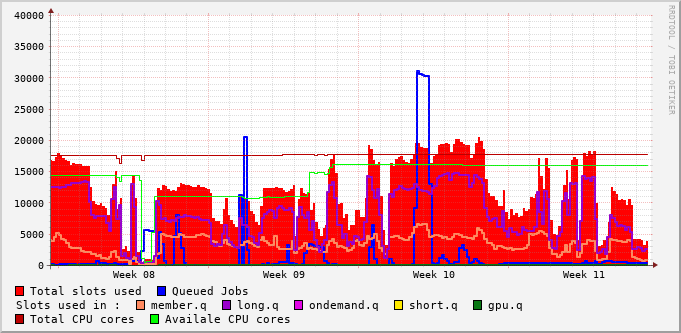 40000
35000
30000
25000
20000
15000
10000
5000
0
Week 08 Week 09 Week 10 Week 11
RRDTOOL / TOBI OETIKER
Total slots used Queued Jobs
Slots used in : member.q long.q ondemand.q short.q gpu.q
Total CPU cores Availale CPU cores